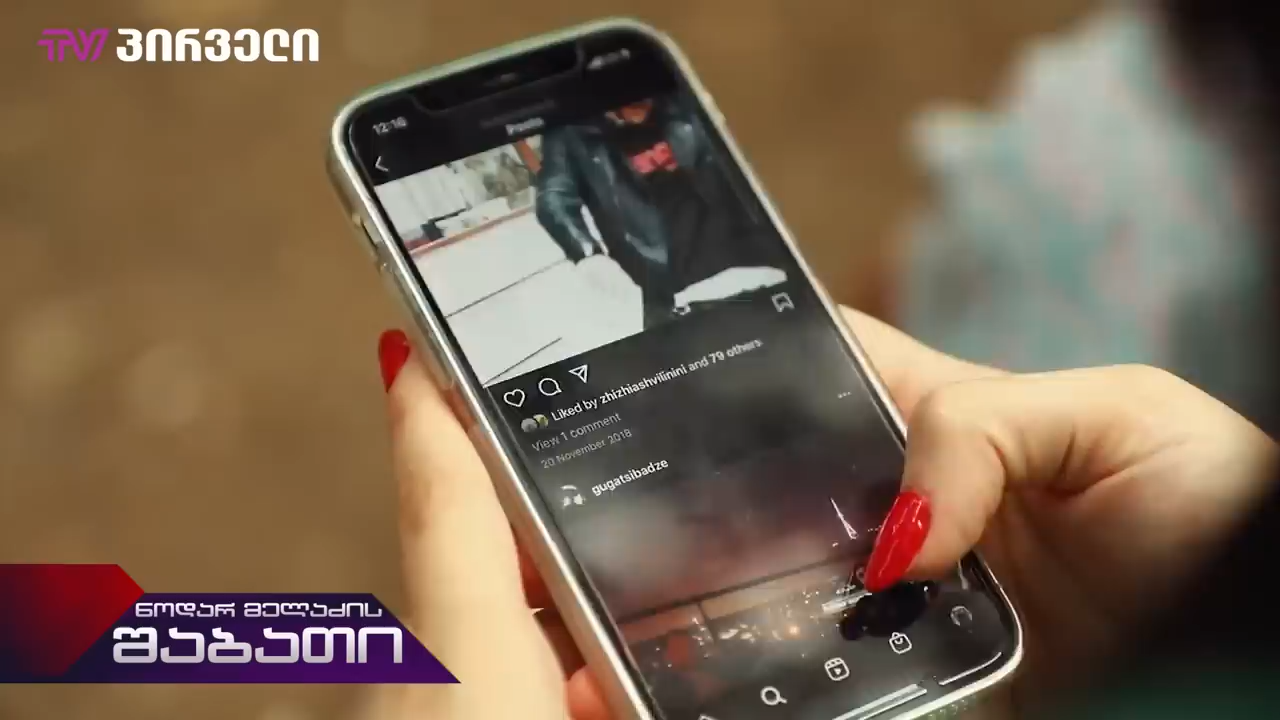 TV პირველი
12:16
Posts
Liked by zhizhiashvilinini and 79 others
View 1 comment
20 November 2018
gugatsibadze
ნოდარ მელაძის
შაბათი